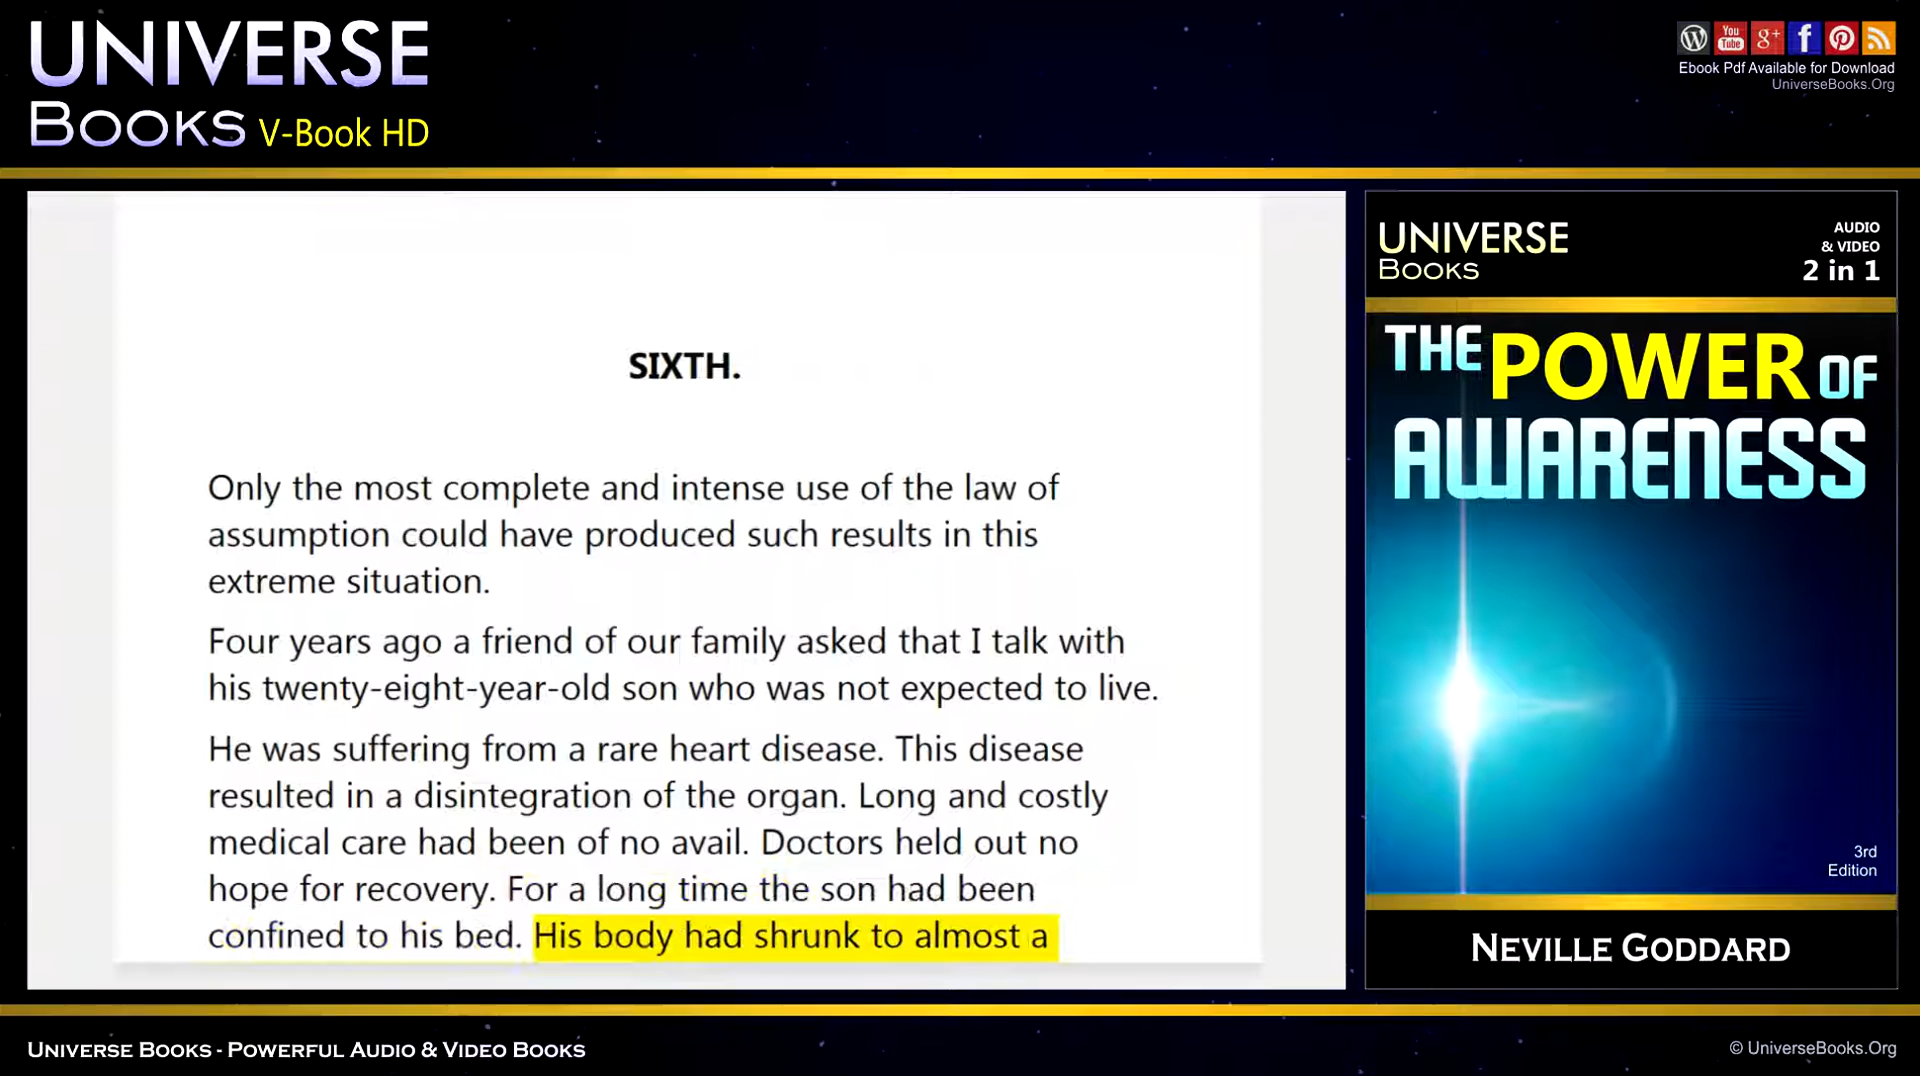 UNIVERSE
BOOKS V-Book HD
You
Tube
g+
Ebook Pdf Available for Download
UniverseBooks.Org
SIXTH.
Only the most complete and intense use of the law of
assumption could have produced such results in this
extreme situation.
Four years ago a friend of our family asked that I talk with
his twenty-eight-year-old son who was not expected to live.
He was suffering from a rare heart disease. This disease
resulted in a disintegration of the organ. Long and costly
medical care had been of no avail. Doctors held out no
hope for recovery. For a long time the son had been
confined to his bed. His body had shrunk to almost a
UNIVERSE
BOOKS
AUDIO
& VIDEO
2 in 1
THE POWER OF
AWARENESS
3rd
Edition
NEVILLE GODDARD
UNIVERSE BOOKS - POWERFUL AUDIO & VIDEO BOOKS
© UniverseBooks.Org